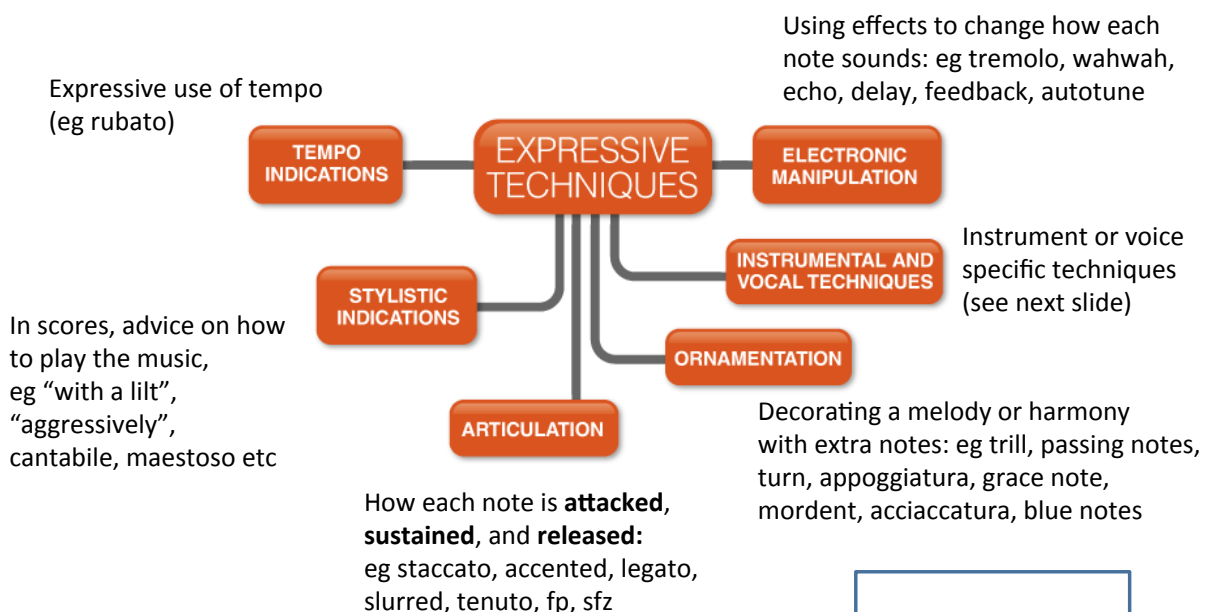 Using effects to change how each
note sounds: eg tremolo, wahwah,
echo, delay, feedback, autotune
Expressive use of tempo
(eg rubato)
TEMPO
INDICATIONS
EXPRESSIVE
TECHNIQUES
ELECTRONIC
MANIPULATION
INSTRUMENTAL AND
VOCAL TECHNIQUES
Instrument or voice
specific techniques
(see next slide)
STYLISTIC
INDICATIONS
In scores, advice on how
to play the music,
eg “with a lilt”,
“aggressively”,
cantabile, maestoso etc
ORNAMENTATION
Decorating a melody or harmony
with extra notes: eg trill, passing notes,
turn, appoggiatura, grace note,
mordent, acciaccatura, blue notes
ARTICULATION
How each note is attacked,
sustained, and released:
eg staccato, accented, legato,
slurred, tenuto, fp, sfz